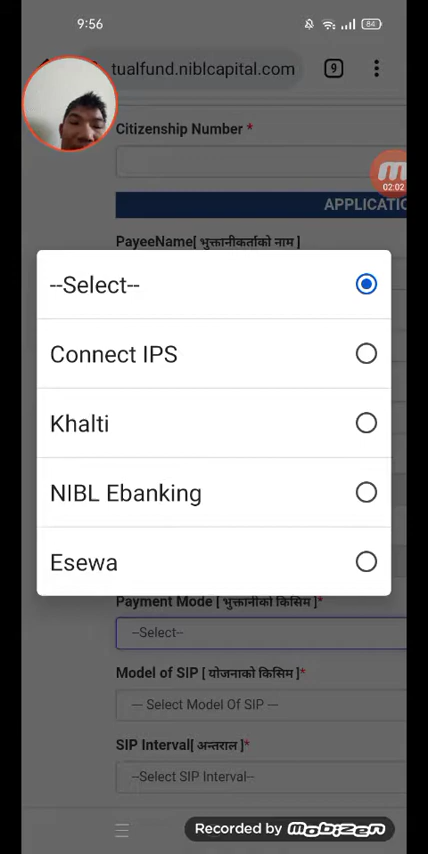 9:56
84
tualfund.niblcapital.com
9
Citizenship Number *
02:02
APPLICATIO
PayeeName[ भुक्तानीकर्ताको नाम ]
--Select--
Connect IPS
Khalti
NIBL Ebanking
Esewa
Payment Mode [ भुक्तानीको किसिम ]*
--Select--
Model of SIP [ योजनाको किसिम ]*
--- Select Model Of SIP ---
SIP Interval[ अन्तराल ]*
--Select SIP Interval--
Recorded by mobizen